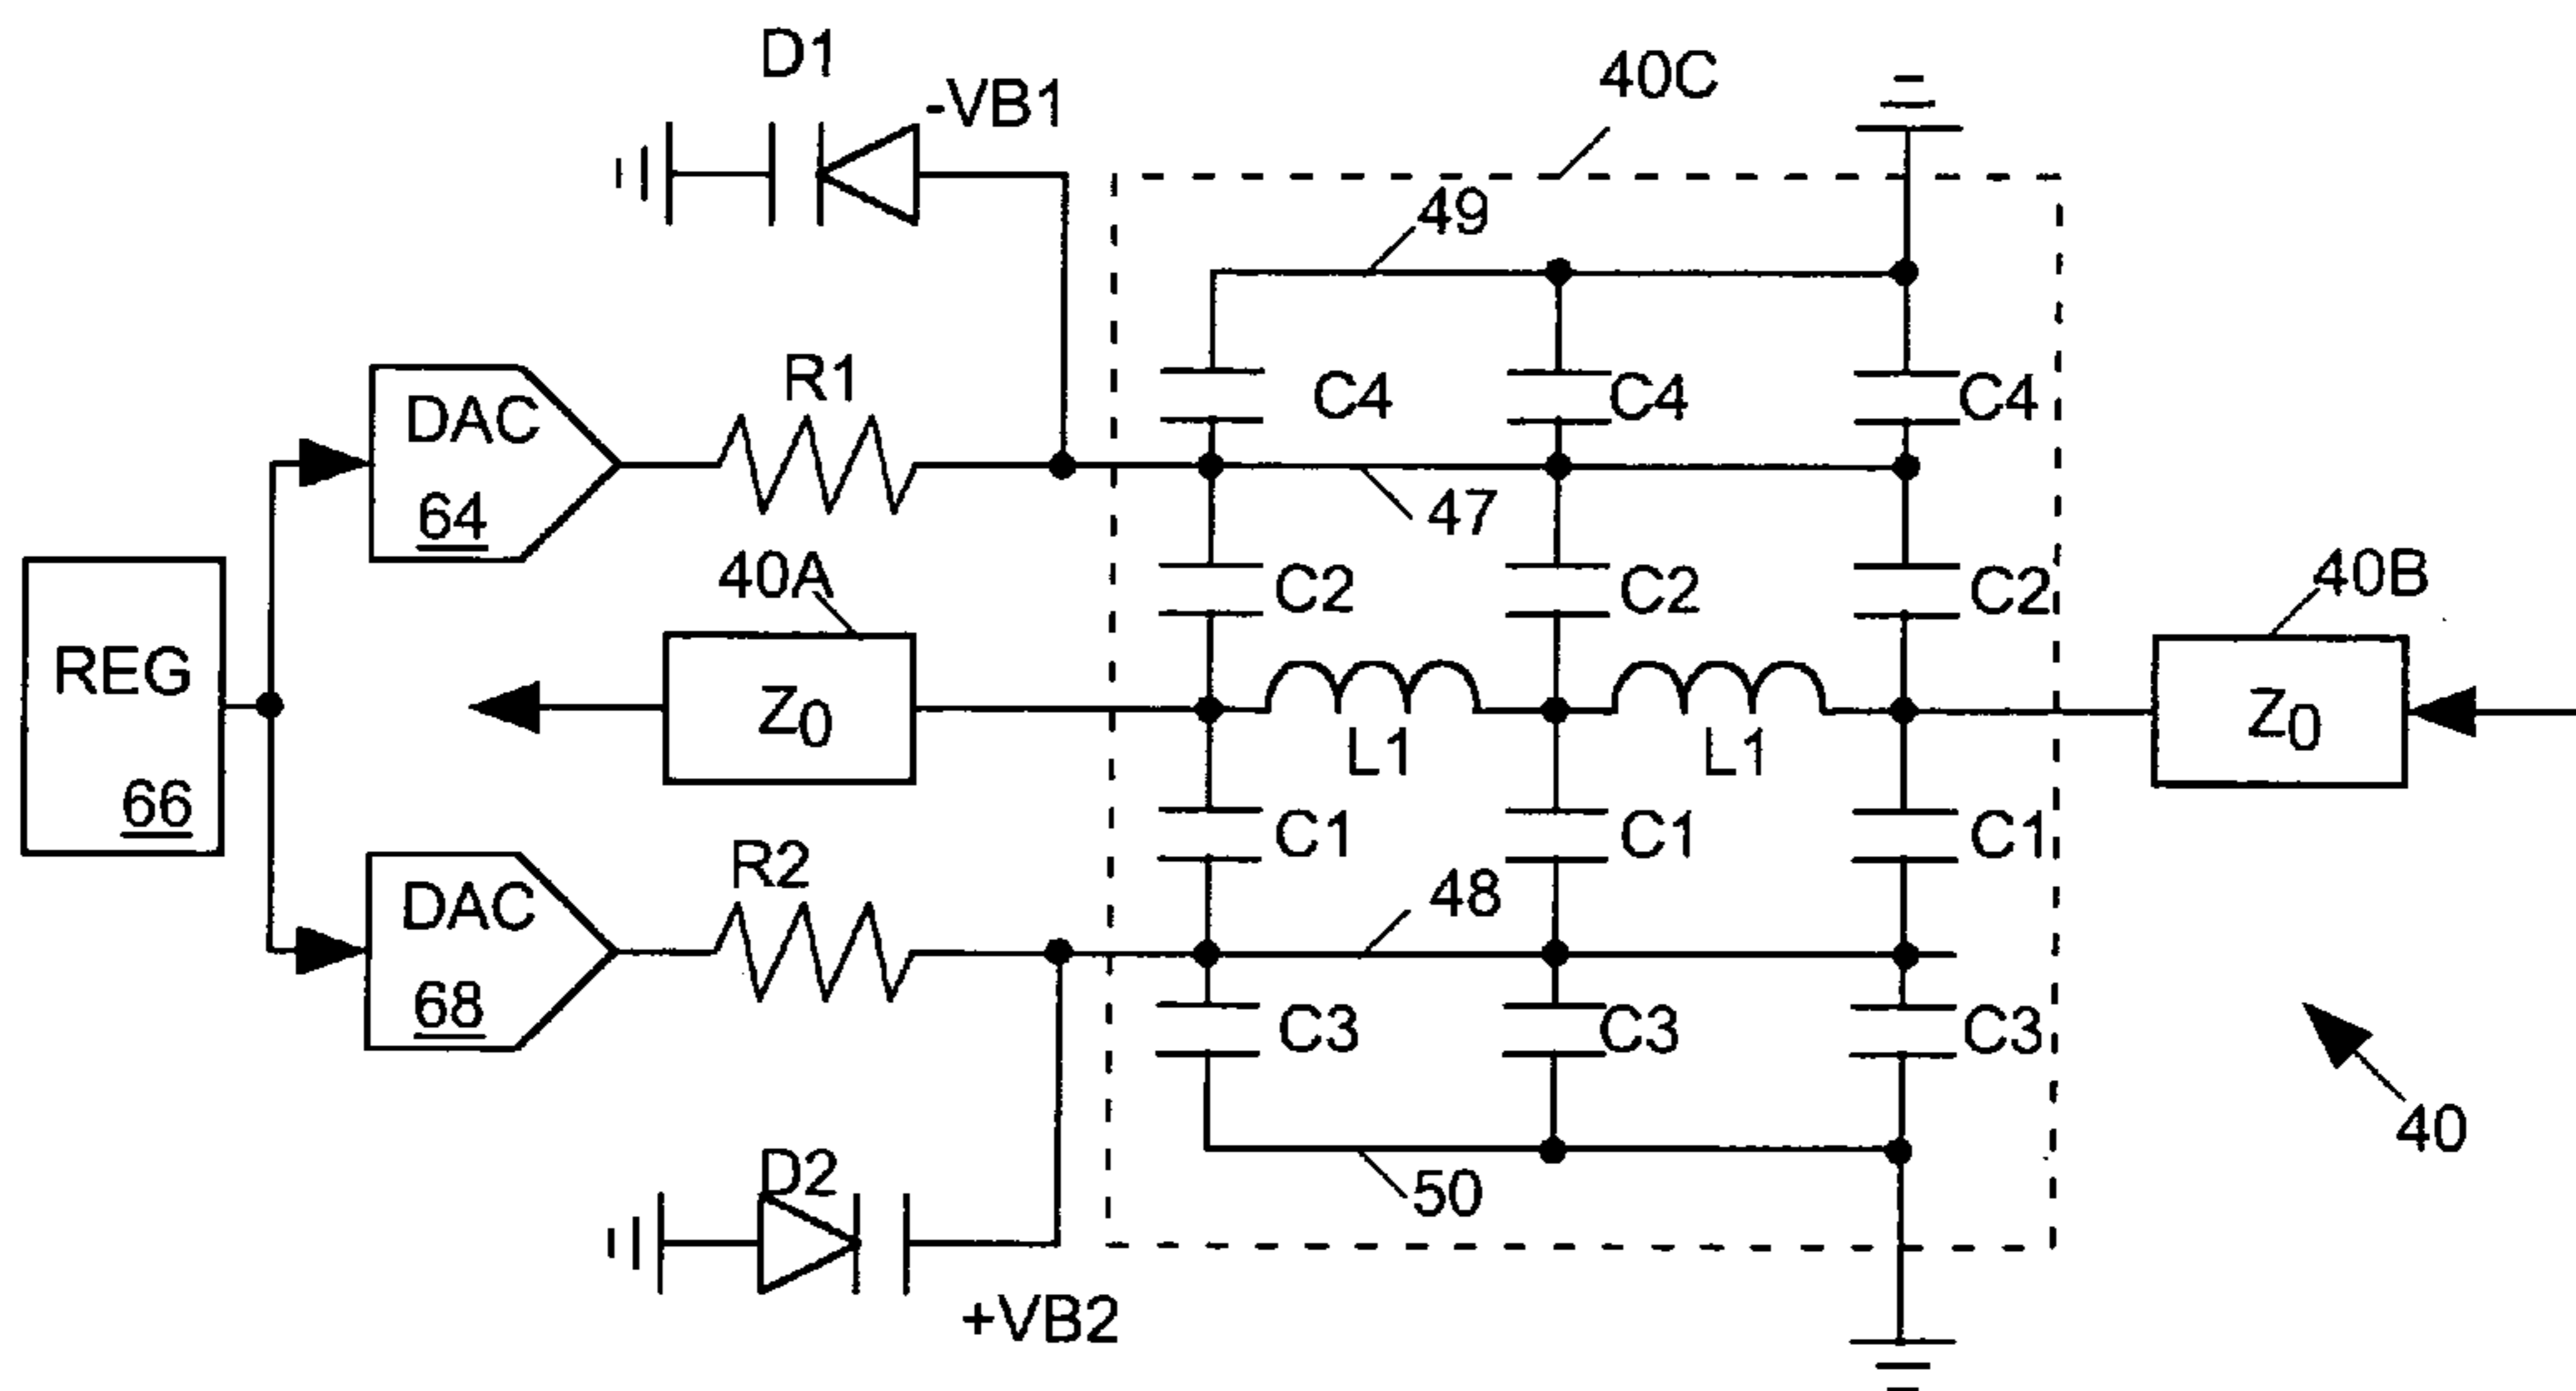 D1
-VB1
40C
49
C4 C4 C4
R1
DAC
64
47
40A
C2 C2 C2
40B
REG
66
Z0
L1 L1
Z0
C1 C1 C1
R2
DAC
68
48
C3 C3 C3
40
D2
50
+VB2